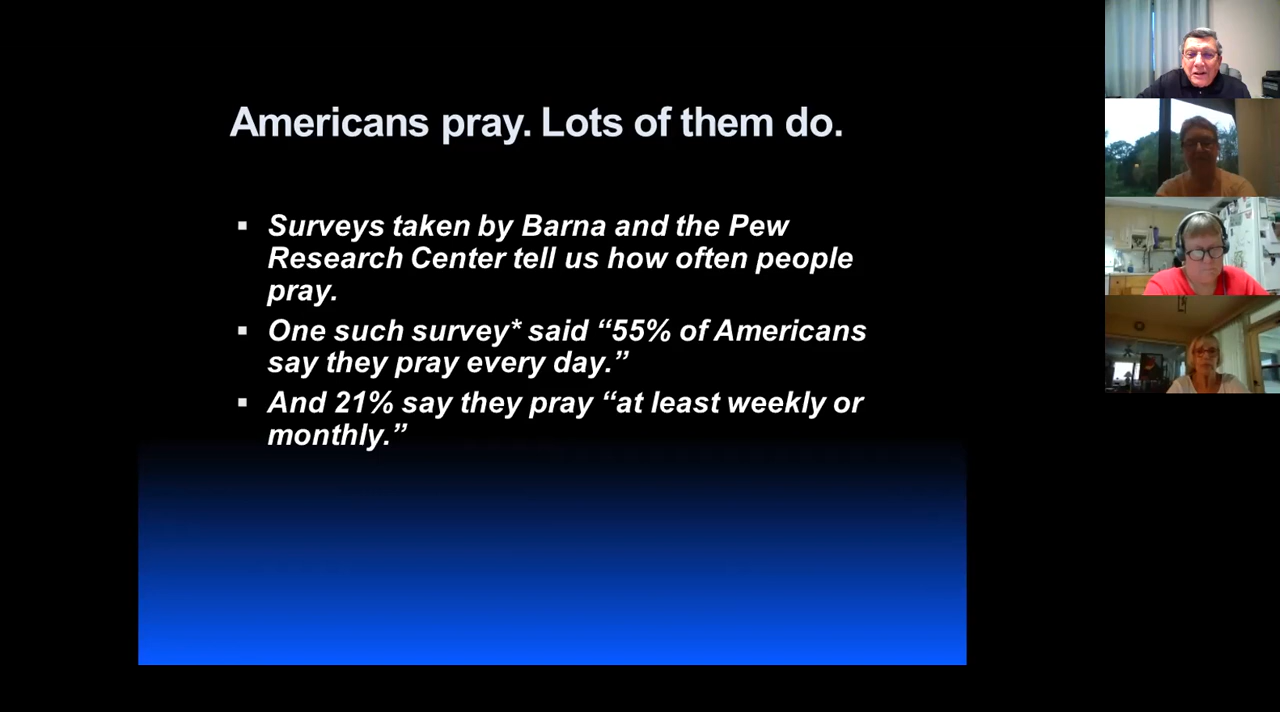 Americans pray. Lots of them do.
▪ Surveys taken by Barna and the Pew
Research Center tell us how often people
pray.
▪ One such survey* said “55% of Americans
say they pray every day.”
▪ And 21% say they pray “at least weekly or
monthly.”